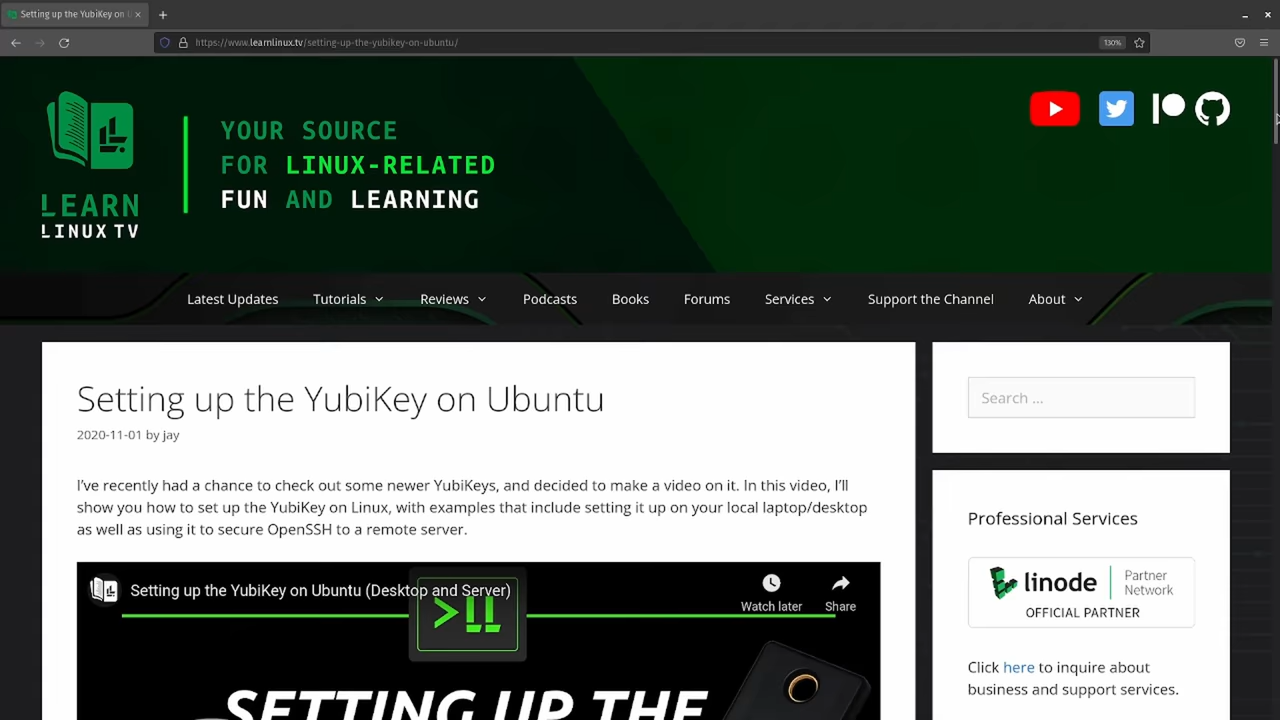 Setting up the YubiKey on U
https://www.learnlinux.tv/setting-up-the-yubikey-on-ubuntu/
130%
YOUR SOURCE
FOR LINUX-RELATED
FUN AND LEARNING
LEARN
LINUX TV
Latest Updates
Tutorials
Reviews
Podcasts
Books
Forums
Services
Support the Channel
About
Setting up the YubiKey on Ubuntu
2020-11-01 by jay
I've recently had a chance to check out some newer YubiKeys, and decided to make a video on it. In this video, I'll
show you how to set up the YubiKey on Linux, with examples that include setting it up on your local laptop/desktop
as well as using it to secure OpenSSH to a remote server.
Setting up the YubiKey on Ubuntu (Desktop and Server)
Watch later
Share
SETTING UP THE
Search …
Professional Services
linode
Partner
Network
OFFICIAL PARTNER
Click here to inquire about
business and support services.